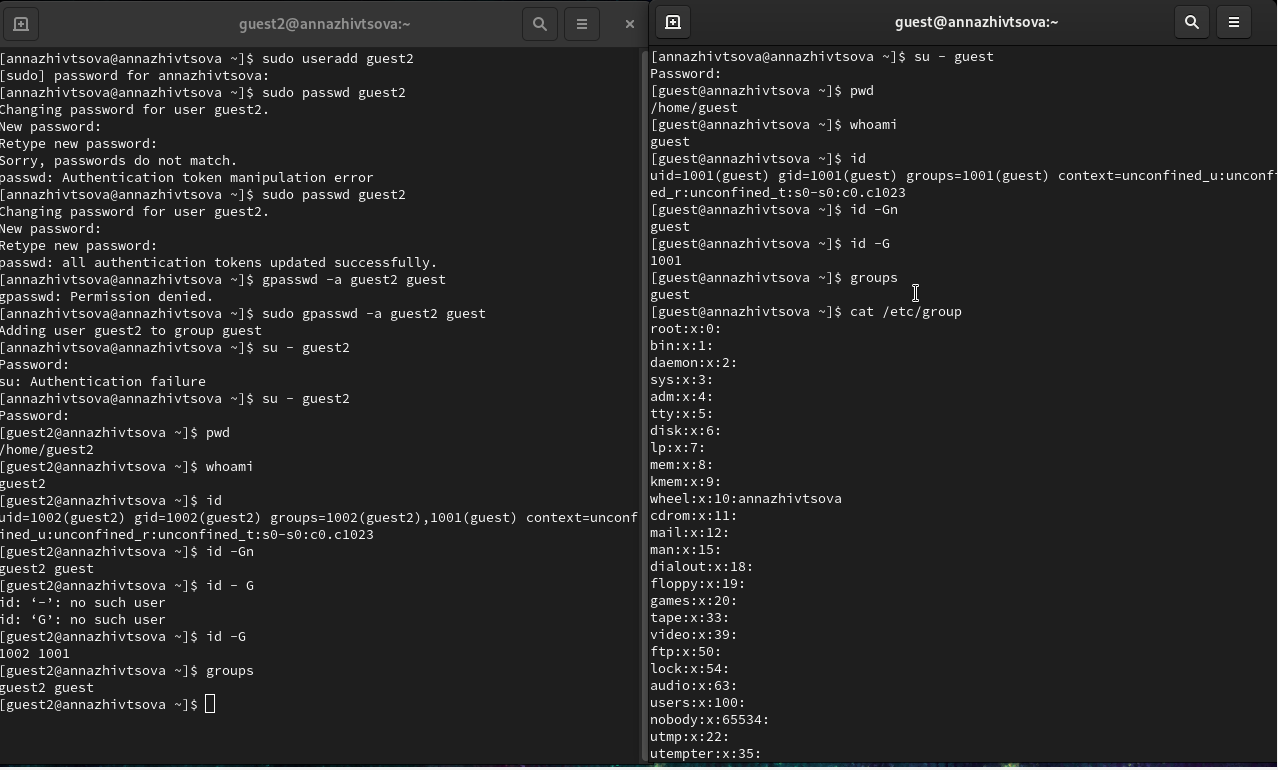 guest2@annazhivtsova:~
[annazhivtsova@annazhivtsova ~]$ sudo useradd guest2
[sudo] password for annazhivtsova:
[annazhivtsova@annazhivtsova ~]$ sudo passwd guest2
Changing password for user guest2.
New password:
Retype new password:
Sorry, passwords do not match.
passwd: Authentication token manipulation error
[annazhivtsova@annazhivtsova ~]$ sudo passwd guest2
Changing password for user guest2.
New password:
Retype new password:
passwd: all authentication tokens updated successfully.
[annazhivtsova@annazhivtsova ~]$ gpasswd -a guest2 guest
gpasswd: Permission denied.
[annazhivtsova@annazhivtsova ~]$ sudo gpasswd -a guest2 guest
Adding user guest2 to group guest
[annazhivtsova@annazhivtsova ~]$ su - guest2
Password:
su: Authentication failure
[annazhivtsova@annazhivtsova ~]$ su - guest2
Password:
[guest2@annazhivtsova ~]$ pwd
/home/guest2
[guest2@annazhivtsova ~]$ whoami
guest2
[guest2@annazhivtsova ~]$ id
uid=1002(guest2) gid=1002(guest2) groups=1002(guest2),1001(guest) context=unconf
ined_u:unconfined_r:unconfined_t:s0-s0:c0.c1023
[guest2@annazhivtsova ~]$ id -Gn
guest2 guest
[guest2@annazhivtsova ~]$ id - G
id: ‘-’: no such user
id: ‘G’: no such user
[guest2@annazhivtsova ~]$ id -G
1002 1001
[guest2@annazhivtsova ~]$ groups
guest2 guest
[guest2@annazhivtsova ~]$
guest@annazhivtsova:~
[annazhivtsova@annazhivtsova ~]$ su - guest
Password:
[guest@annazhivtsova ~]$ pwd
/home/guest
[guest@annazhivtsova ~]$ whoami
guest
[guest@annazhivtsova ~]$ id
uid=1001(guest) gid=1001(guest) groups=1001(guest) context=unconfined_u:unconfin
ed_r:unconfined_t:s0-s0:c0.c1023
[guest@annazhivtsova ~]$ id -Gn
guest
[guest@annazhivtsova ~]$ id -G
1001
[guest@annazhivtsova ~]$ groups
guest
[guest@annazhivtsova ~]$ cat /etc/group
root:x:0:
bin:x:1:
daemon:x:2:
sys:x:3:
adm:x:4:
tty:x:5:
disk:x:6:
lp:x:7:
mem:x:8:
kmem:x:9:
wheel:x:10:annazhivtsova
cdrom:x:11:
mail:x:12:
man:x:15:
dialout:x:18:
floppy:x:19:
games:x:20:
tape:x:33:
video:x:39:
ftp:x:50:
lock:x:54:
audio:x:63:
users:x:100:
nobody:x:65534:
utmp:x:22:
utempter:x:35: